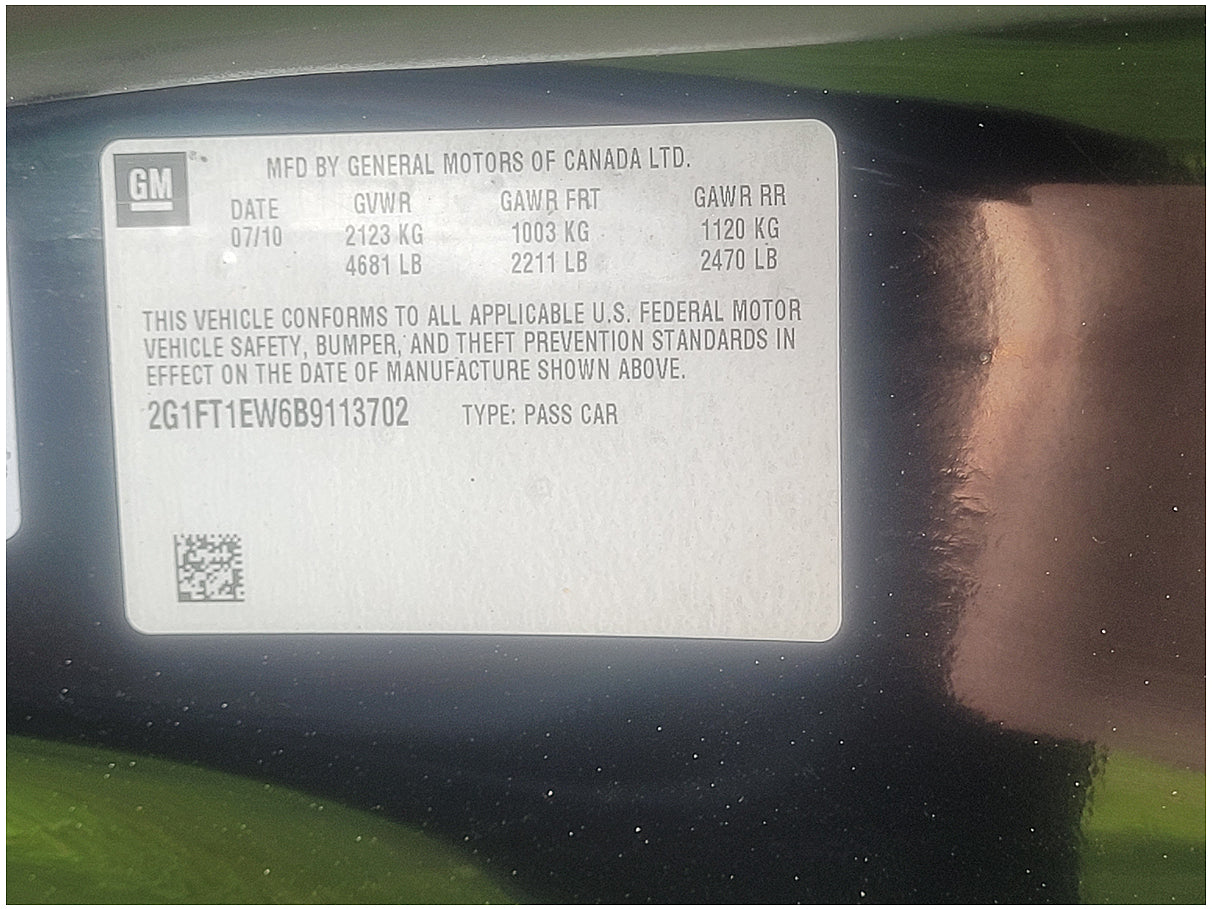 GM
MFD BY GENERAL MOTORS OF CANADA LTD.
DATE GVWR GAWR FRT GAWR RR
07/10 2123 KG 1003 KG 1120 KG
4681 LB 2211 LB 2470 LB
THIS VEHICLE CONFORMS TO ALL APPLICABLE U.S. FEDERAL MOTOR
VEHICLE SAFETY, BUMPER, AND THEFT PREVENTION STANDARDS IN
EFFECT ON THE DATE OF MANUFACTURE SHOWN ABOVE.
2G1FT1EW6B9113702 TYPE: PASS CAR